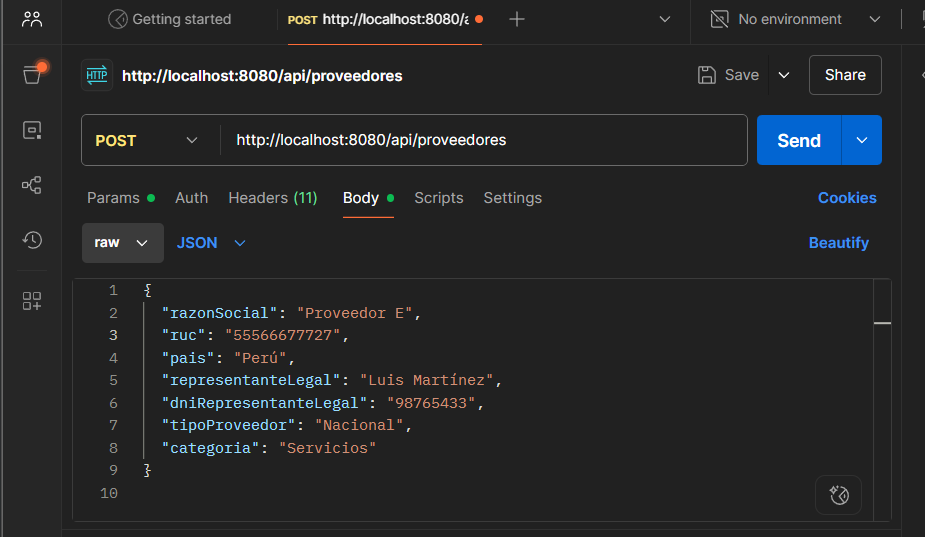 Getting started
POST http://localhost:8080/a
No environment
HTTP http://localhost:8080/api/proveedores
Save
Share
POST
http://localhost:8080/api/proveedores
Send
Params
Auth
Headers (11)
Body
Scripts
Settings
Cookies
raw
JSON
Beautify
1 {
2 "razonSocial": "Proveedor E",
3 "ruc": "55566677727",
4 "pais": "Perú",
5 "representanteLegal": "Luis Martínez",
6 "dniRepresentanteLegal": "98765433",
7 "tipoProveedor": "Nacional",
8 "categoria": "Servicios"
9 }
10